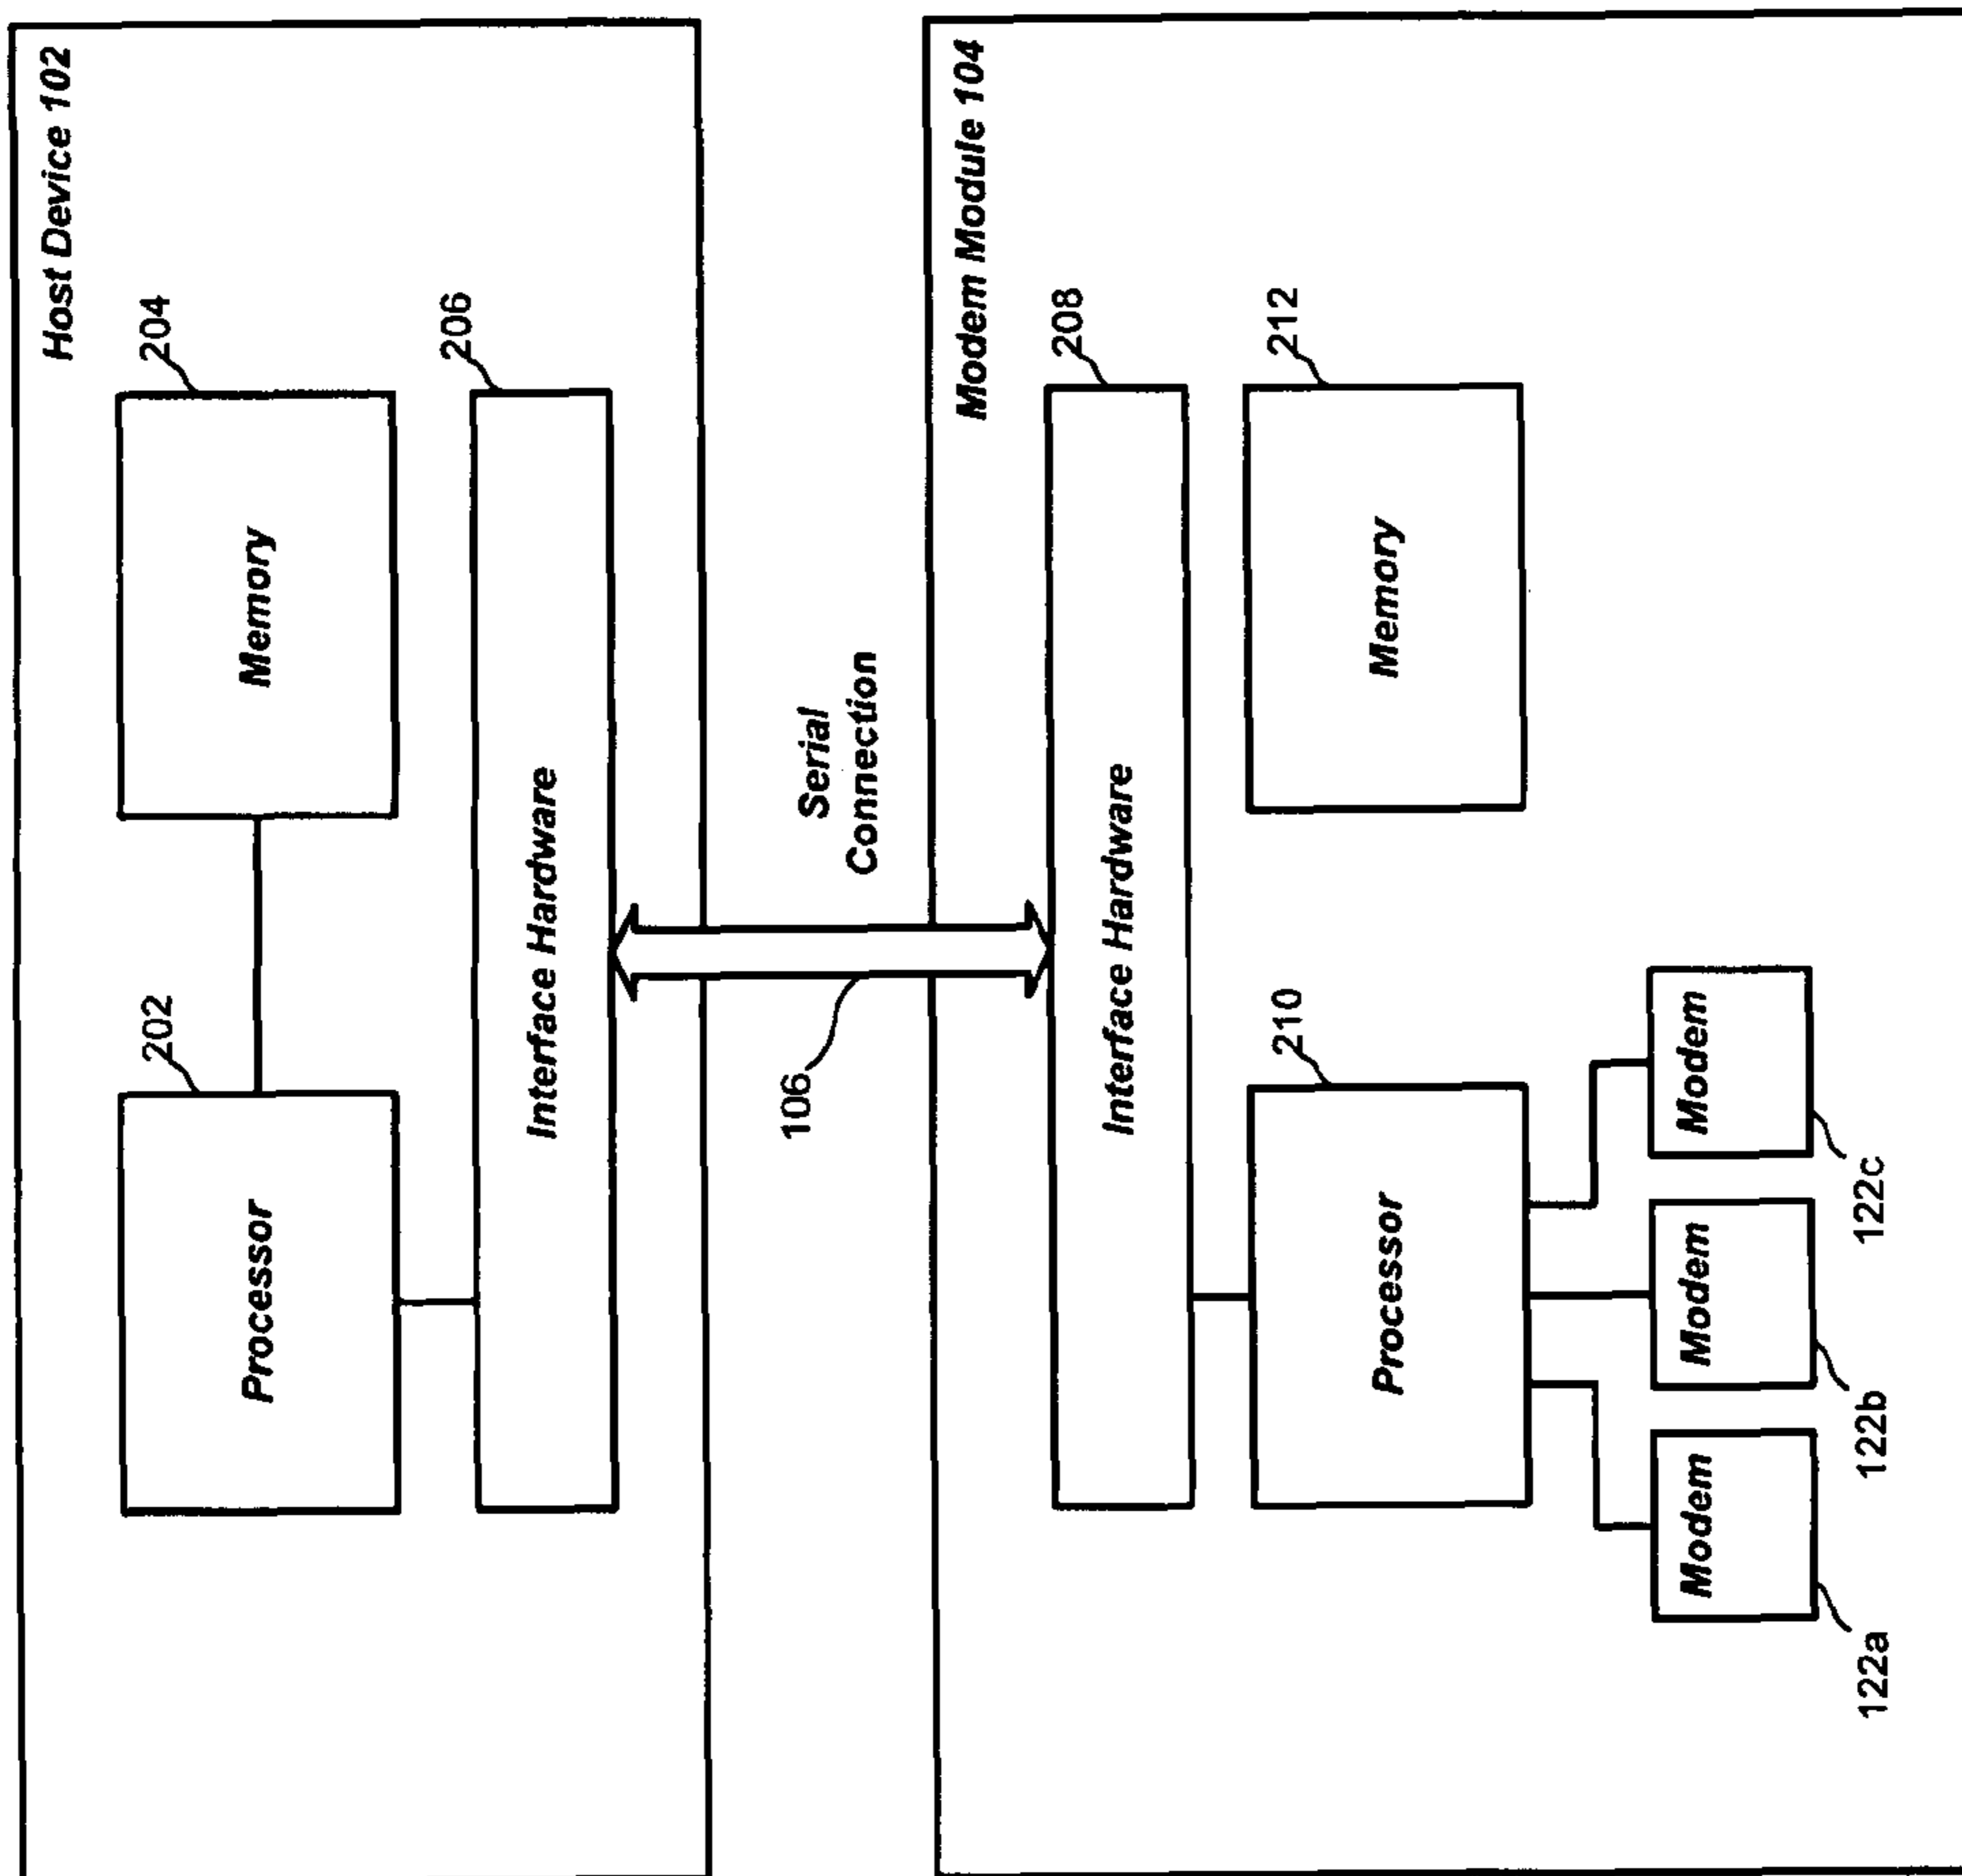 Host Device 102
202
204
Processor
Memory
206
Interface Hardware
106
Serial
Connection
Modem Module 104
208
Interface Hardware
210
212
Processor
Memory
Modem
Modem
Modem
122a
122b
122c